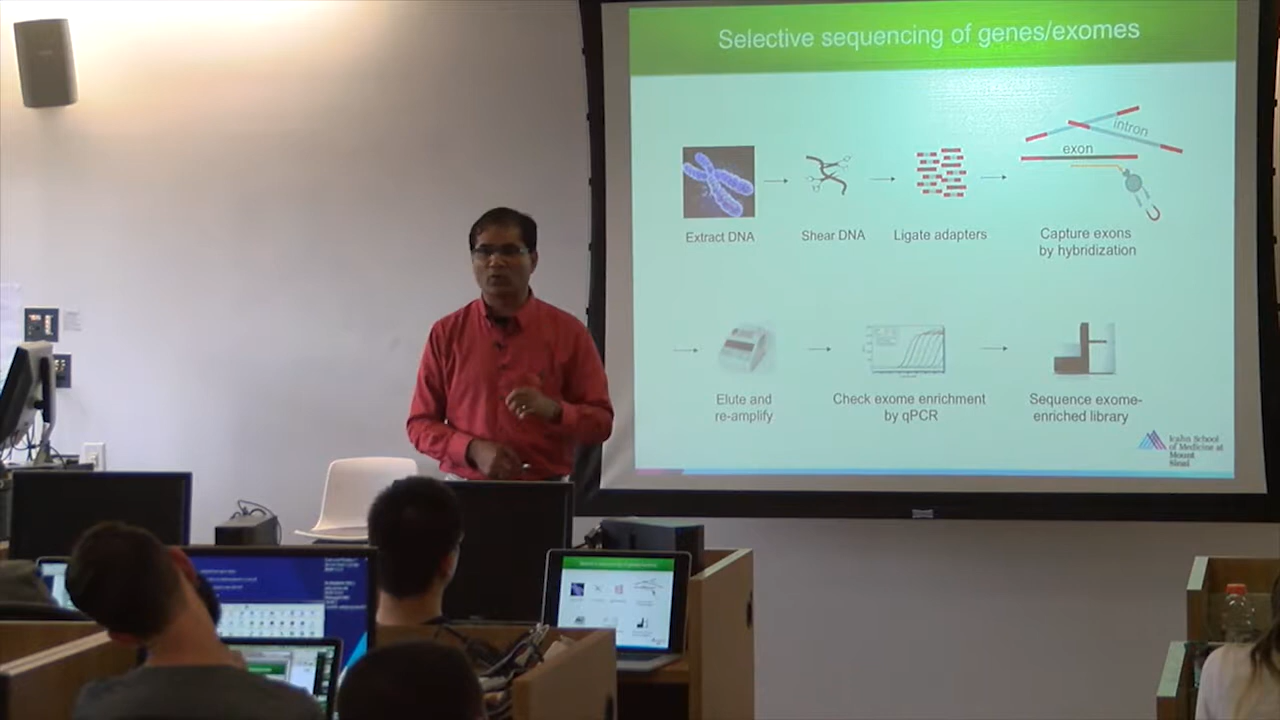 Selective sequencing of genes/exomes
intron
exon
Extract DNA
Shear DNA
Ligate adapters
Capture exons
by hybridization
Elute and
re-amplify
Check exome enrichment
by qPCR
Sequence exome-
enriched library
Icahn School
of Medicine at
Mount
Sinai